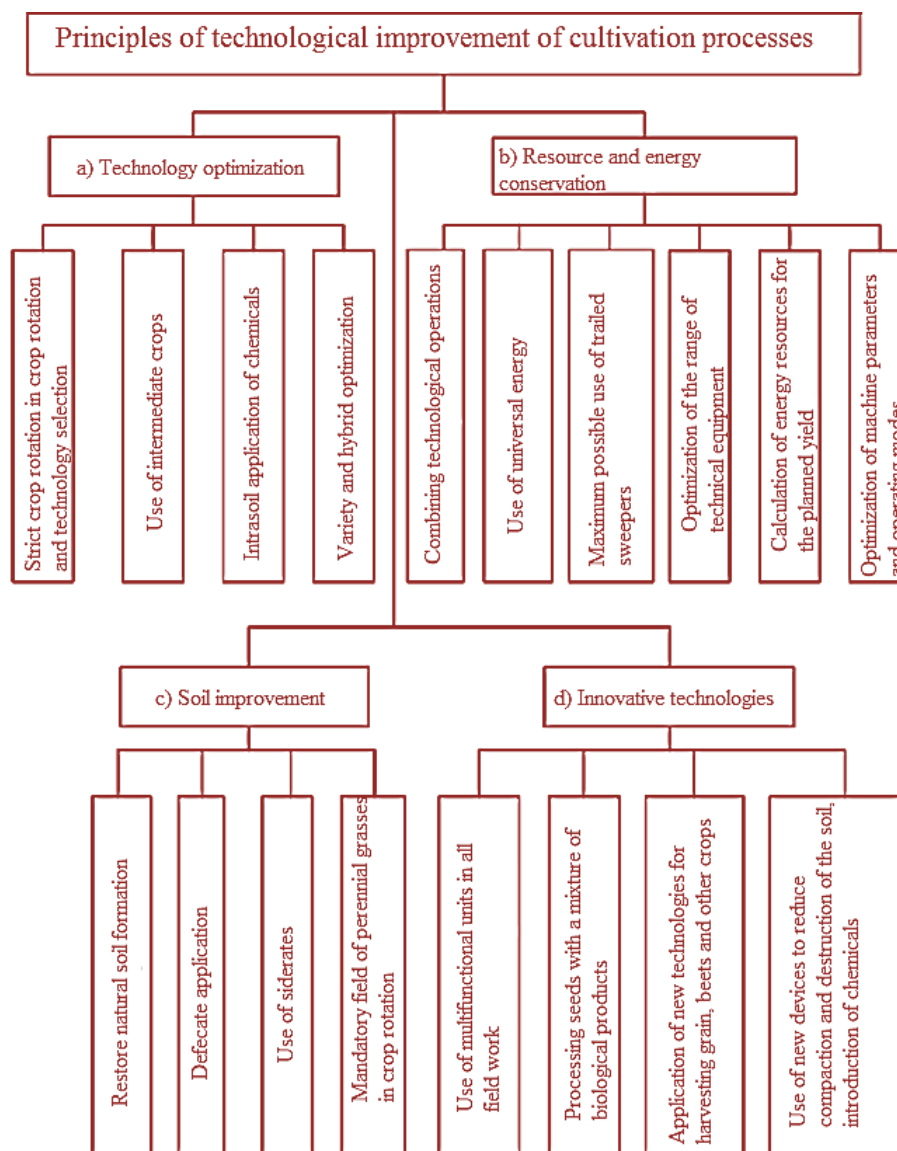 Principles of technological improvement of cultivation processes
a) Technology optimization
b) Resource and energy
conservation
Strict crop rotation in crop rotation
and technology selection
Use of intermediate crops
Intrasoil application of chemicals
Variety and hybrid optimization
Combining technological operations
Use of universal energy
Maximum possible use of trailed
sweepers
Optimization of the range of
technical equipment
Calculation of energy resources for
the planned yield
Optimization of machine parameters
and operating modes
c) Soil improvement
d) Innovative technologies
Restore natural soil formation
Defecate application
Use of siderates
Mandatory field of perennial grasses
in crop rotation
Use of multifunctional units in all
field work
Processing seeds with a mixture of
biological products
Application of new technologies for
harvesting grain, beets and other crops
Use of new devices to reduce
compaction and destruction of the soil,
introduction of chemicals